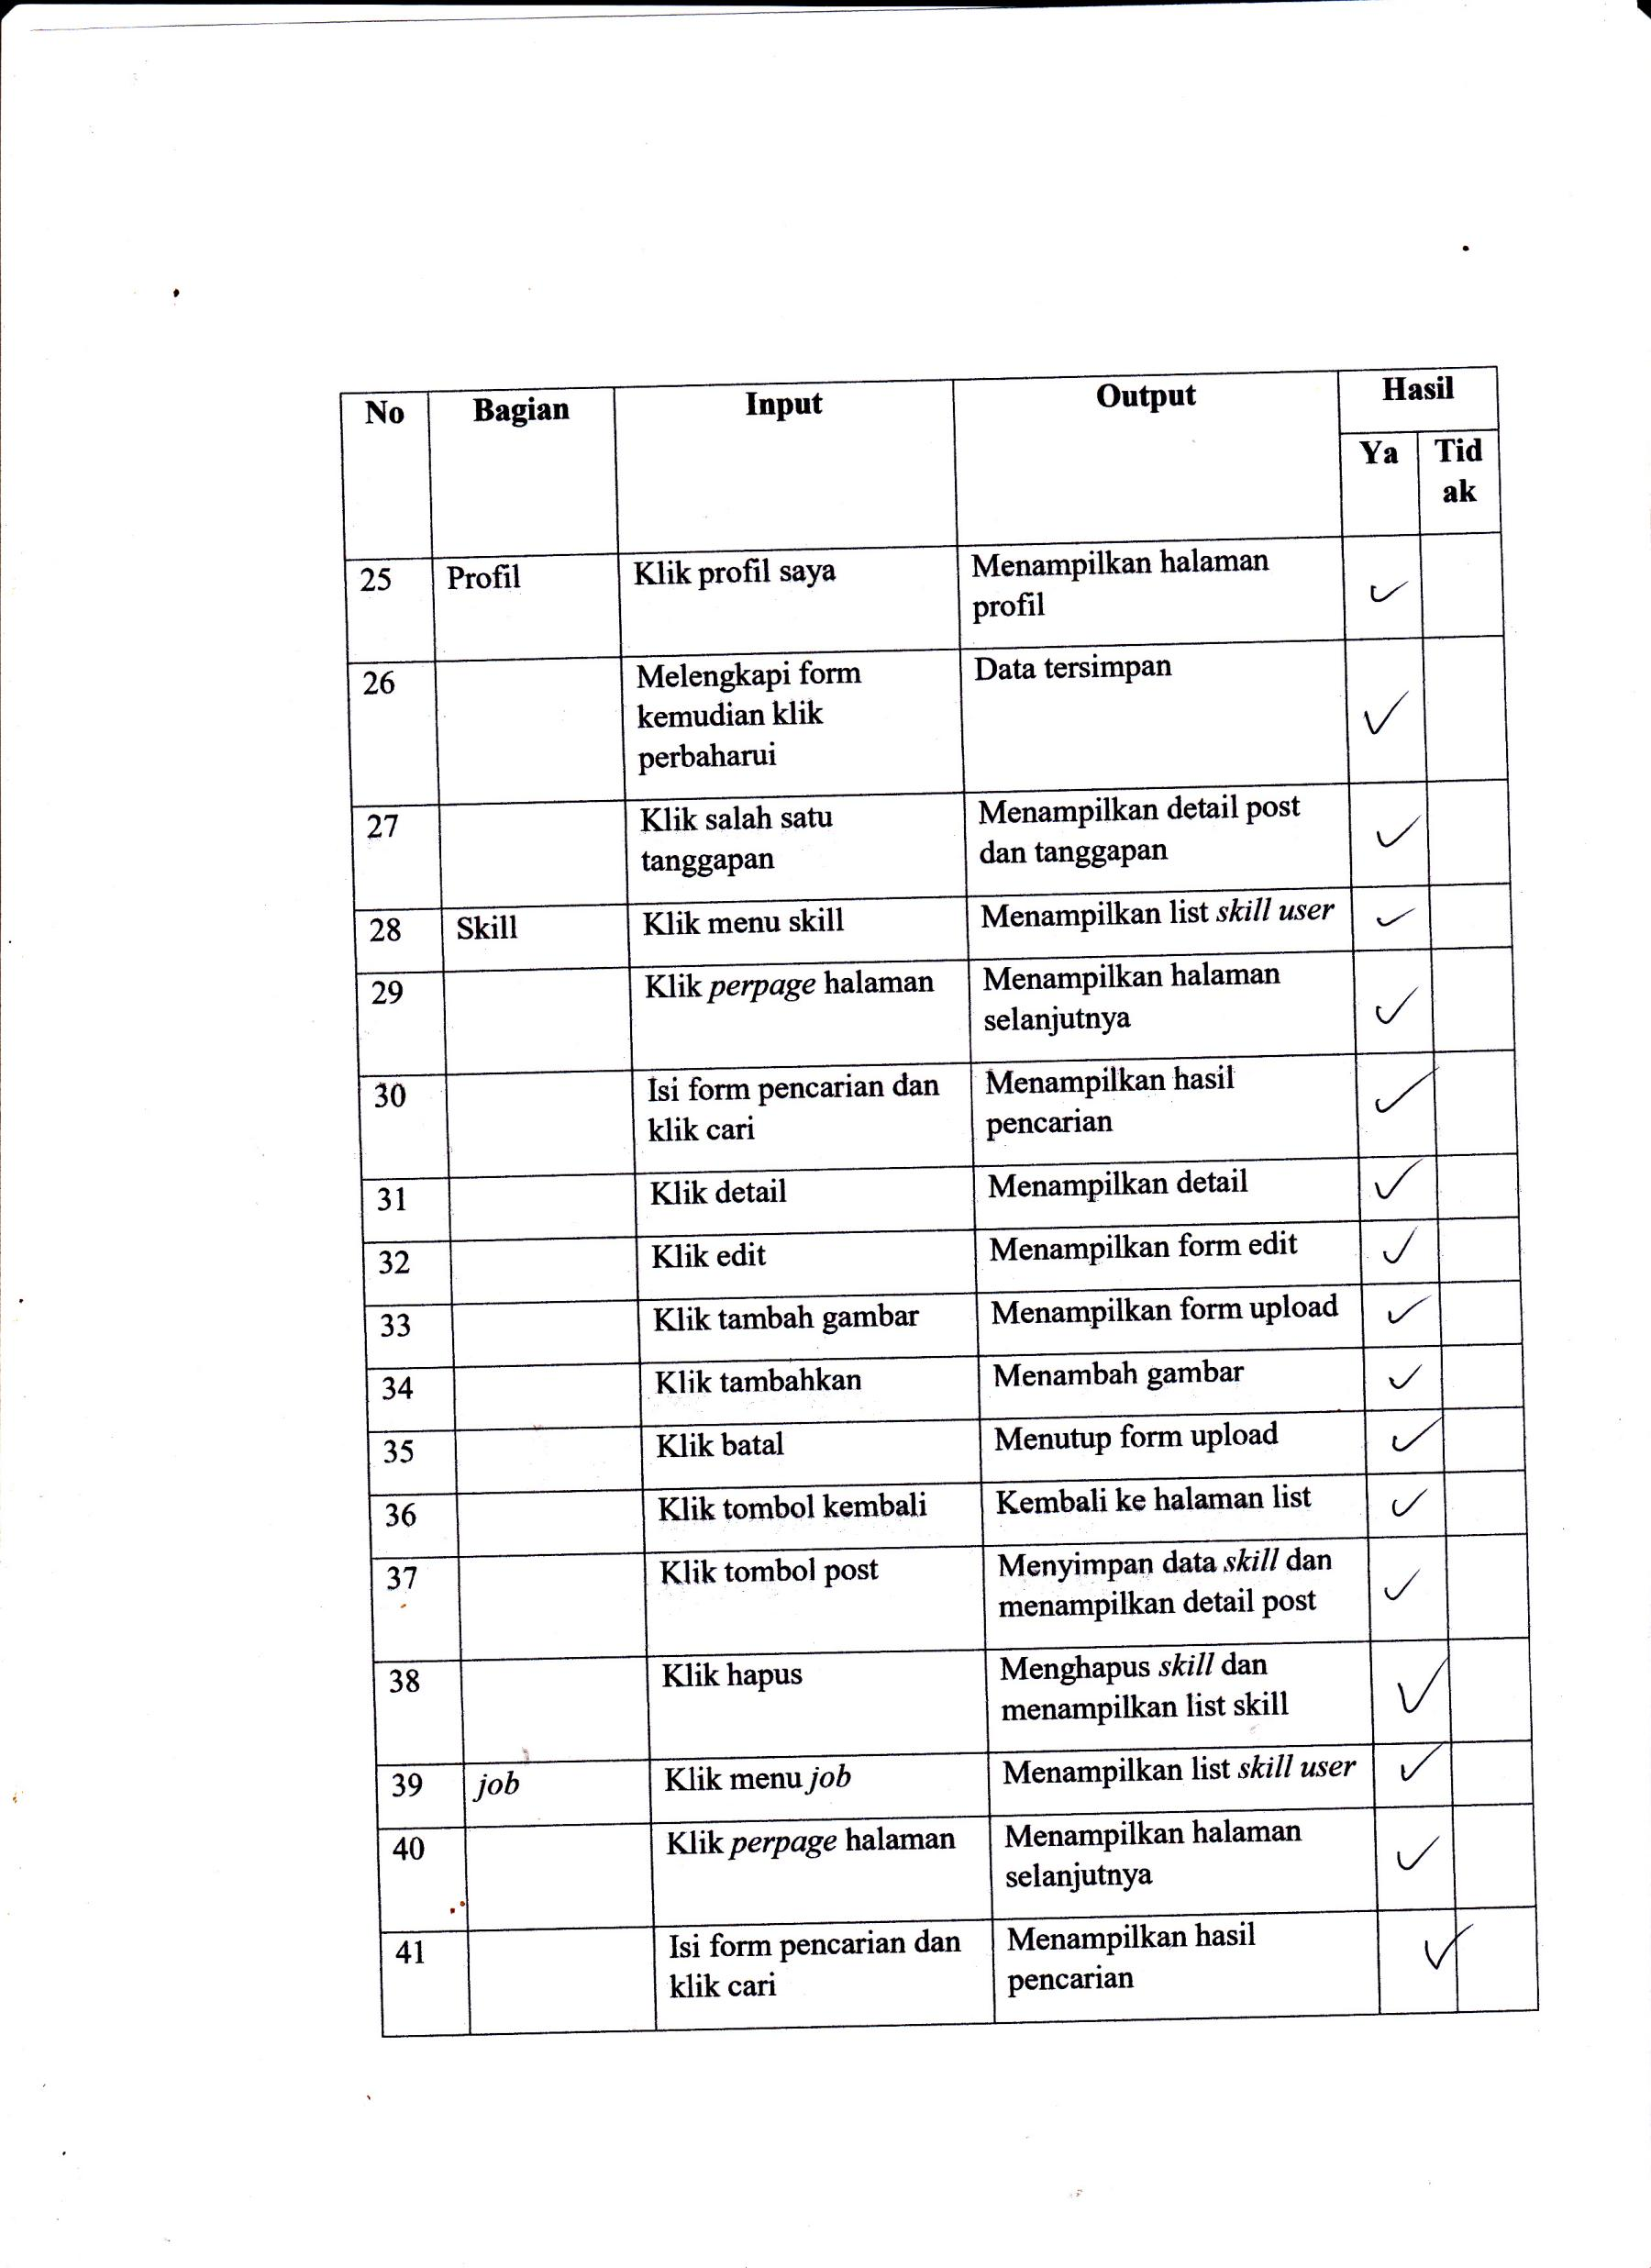 No Bagian Input Output Hasil
Ya Tid
ak
25 Profil Klik profil saya Menampilkan halaman
profil ✓
26 Melengkapi form Data tersimpan
kemudian klik ✓
perbaharui
27 Klik salah satu Menampilkan detail post
tanggapan dan tanggapan ✓
28 Skill Klik menu skill Menampilkan list skill user ✓
29 Klik perpage halaman Menampilkan halaman
selanjutnya ✓
30 Isi form pencarian dan Menampilkan hasil
klik cari pencarian ✓
31 Klik detail Menampilkan detail ✓
32 Klik edit Menampilkan form edit ✓
33 Klik tambah gambar Menampilkan form upload ✓
34 Klik tambahkan Menambah gambar ✓
35 Klik batal Menutup form upload ✓
36 Klik tombol kembali Kembali ke halaman list ✓
37 Klik tombol post Menyimpan data skill dan
menampilkan detail post ✓
38 Klik hapus Menghapus skill dan
menampilkan list skill ✓
39 job Klik menu job Menampilkan list skill user ✓
40 Klik perpage halaman Menampilkan halaman
selanjutnya ✓
41 Isi form pencarian dan Menampilkan hasil
klik cari pencarian ✓